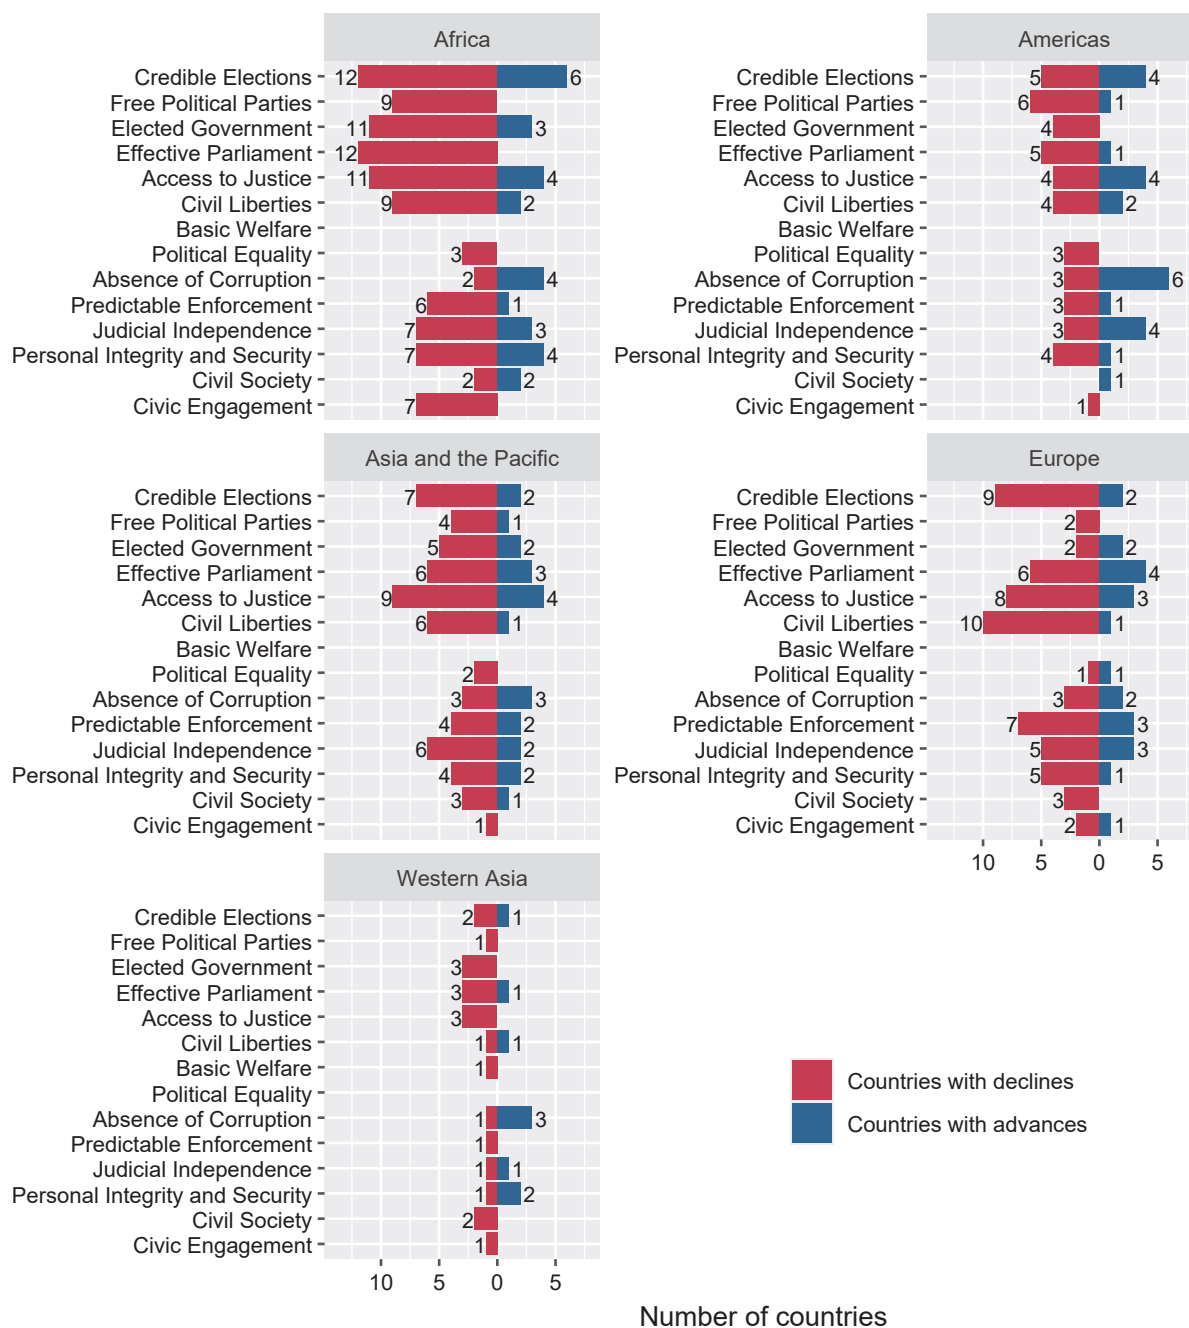 Africa
Credible Elections 12 6
Free Political Parties 9
Elected Government 11 3
Effective Parliament 12
Access to Justice 11 4
Civil Liberties 9 2
Basic Welfare
Political Equality 3
Absence of Corruption 2 4
Predictable Enforcement 6 1
Judicial Independence 7 3
Personal Integrity and Security 7 4
Civil Society 2 2
Civic Engagement 7
Americas
Credible Elections 5 4
Free Political Parties 6 1
Elected Government 4
Effective Parliament 5 1
Access to Justice 4 4
Civil Liberties 4 2
Basic Welfare
Political Equality 3
Absence of Corruption 3 6
Predictable Enforcement 3 1
Judicial Independence 3 4
Personal Integrity and Security 4 1
Civil Society 1
Civic Engagement 1
Asia and the Pacific
Credible Elections 7 2
Free Political Parties 4 1
Elected Government 5 2
Effective Parliament 6 3
Access to Justice 9 4
Civil Liberties 6 1
Basic Welfare
Political Equality 2
Absence of Corruption 3 3
Predictable Enforcement 4 2
Judicial Independence 6 2
Personal Integrity and Security 4 2
Civil Society 3 1
Civic Engagement 1
Europe
Credible Elections 9 2
Free Political Parties 2
Elected Government 2 2
Effective Parliament 6 4
Access to Justice 8 3
Civil Liberties 10 1
Basic Welfare
Political Equality 1 1
Absence of Corruption 3 2
Predictable Enforcement 7 3
Judicial Independence 5 3
Personal Integrity and Security 5 1
Civil Society 3
Civic Engagement 2 1
10 5 0 5
Western Asia
Credible Elections 2 1
Free Political Parties 1
Elected Government 3
Effective Parliament 3 1
Access to Justice 3
Civil Liberties 1 1
Basic Welfare 1
Political Equality
Absence of Corruption 1 3
Predictable Enforcement 1
Judicial Independence 1 1
Personal Integrity and Security 1 2
Civil Society 2
Civic Engagement 1
10 5 0 5
Countries with declines
Countries with advances
Number of countries